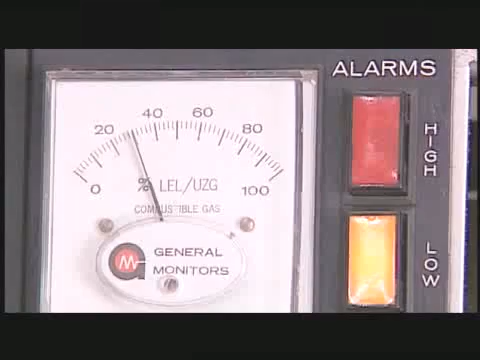 ALARMS
20 40 60 80
0 100
% LEL/UZG
COMBUSTIBLE GAS
GENERAL
MONITORS
HIGH
LOW